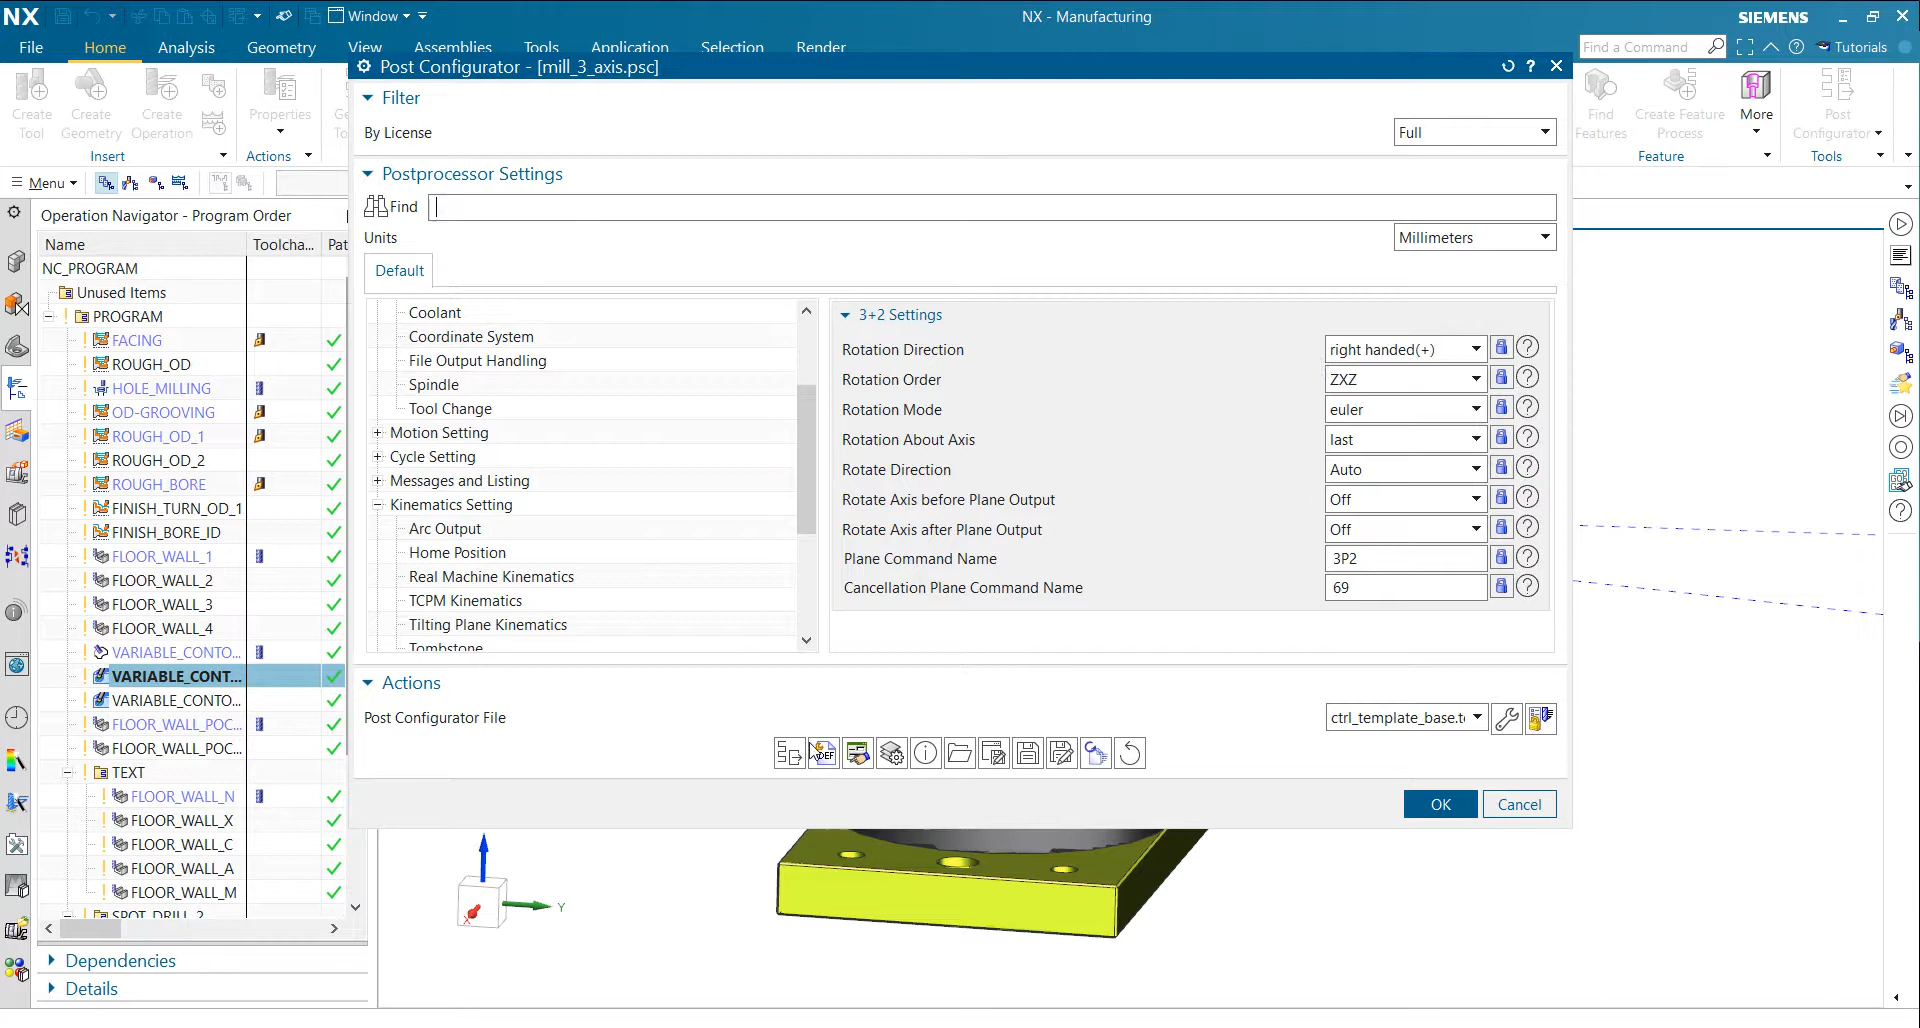 NX
Window
NX - Manufacturing
SIEMENS
File
Home
Analysis
Geometry
View
Assemblies
Tools
Application
Selection
Render
Find a Command
Tutorials
Create Tool
Create Geometry
Create Operation
Properties
Insert
Actions
Find Features
Create Feature Process
More
Post Configurator
Feature
Tools
Menu
Post Configurator - [mill_3_axis.psc]
Filter
By License
Full
Postprocessor Settings
Find
Units
Millimeters
Default
Coolant
Coordinate System
File Output Handling
Spindle
Tool Change
Motion Setting
Cycle Setting
Messages and Listing
Kinematics Setting
Arc Output
Home Position
Real Machine Kinematics
TCPM Kinematics
Tilting Plane Kinematics
Tombstone
3+2 Settings
Rotation Direction
right handed(+)
Rotation Order
ZXZ
Rotation Mode
euler
Rotation About Axis
last
Rotate Direction
Auto
Rotate Axis before Plane Output
Off
Rotate Axis after Plane Output
Off
Plane Command Name
3P2
Cancellation Plane Command Name
69
Actions
Post Configurator File
ctrl_template_base.t
DEF
OK
Cancel
Operation Navigator - Program Order
Name
Toolcha...
Pat
NC_PROGRAM
Unused Items
PROGRAM
FACING
ROUGH_OD
HOLE_MILLING
OD-GROOVING
ROUGH_OD_1
ROUGH_OD_2
ROUGH_BORE
FINISH_TURN_OD_1
FINISH_BORE_ID
FLOOR_WALL_1
FLOOR_WALL_2
FLOOR_WALL_3
FLOOR_WALL_4
VARIABLE_CONTO...
VARIABLE_CONT...
VARIABLE_CONTO...
FLOOR_WALL_POC...
FLOOR_WALL_POC...
TEXT
FLOOR_WALL_N
FLOOR_WALL_X
FLOOR_WALL_C
FLOOR_WALL_A
FLOOR_WALL_M
SPOT_DRILL_2
Dependencies
Details
X
Y